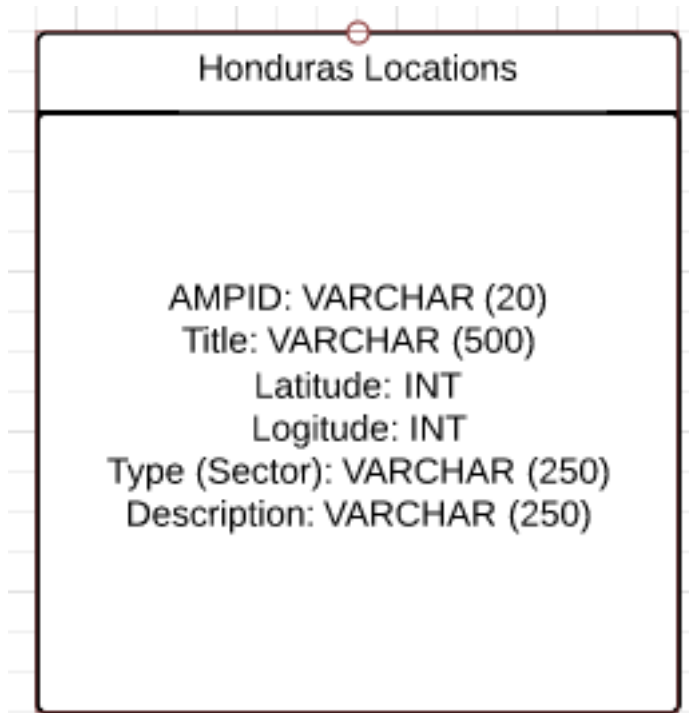 Honduras Locations
AMPID: VARCHAR (20)
Title: VARCHAR (500)
Latitude: INT
Logitude: INT
Type (Sector): VARCHAR (250)
Description: VARCHAR (250)